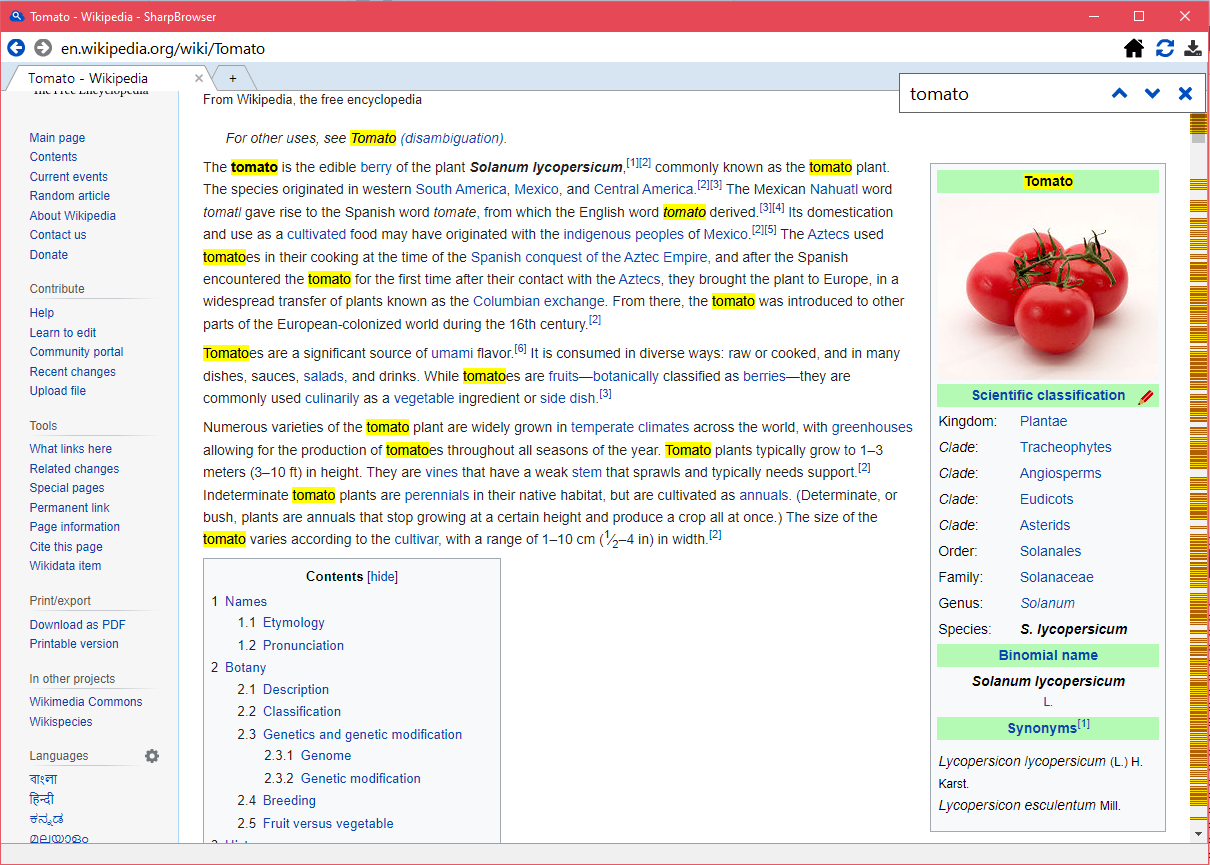 Tomato - Wikipedia - SharpBrowser
en.wikipedia.org/wiki/Tomato
Tomato - Wikipedia
+
tomato
The Free Encyclopedia
Main page
Contents
Current events
Random article
About Wikipedia
Contact us
Donate
Contribute
Help
Learn to edit
Community portal
Recent changes
Upload file
Tools
What links here
Related changes
Special pages
Permanent link
Page information
Cite this page
Wikidata item
Print/export
Download as PDF
Printable version
In other projects
Wikimedia Commons
Wikispecies
Languages
বাংলা
हिन्दी
ಕನ್ನಡ
മലയാളം
From Wikipedia, the free encyclopedia
For other uses, see Tomato (disambiguation).
The tomato is the edible berry of the plant Solanum lycopersicum,[1][2] commonly known as the tomato plant.
The species originated in western South America, Mexico, and Central America.[2][3] The Mexican Nahuatl word
tomatl gave rise to the Spanish word tomate, from which the English word tomato derived.[3][4] Its domestication
and use as a cultivated food may have originated with the indigenous peoples of Mexico.[2][5] The Aztecs used
tomatoes in their cooking at the time of the Spanish conquest of the Aztec Empire, and after the Spanish
encountered the tomato for the first time after their contact with the Aztecs, they brought the plant to Europe, in a
widespread transfer of plants known as the Columbian exchange. From there, the tomato was introduced to other
parts of the European-colonized world during the 16th century.[2]
Tomatoes are a significant source of umami flavor.[6] It is consumed in diverse ways: raw or cooked, and in many
dishes, sauces, salads, and drinks. While tomatoes are fruits—botanically classified as berries—they are
commonly used culinarily as a vegetable ingredient or side dish.[3]
Numerous varieties of the tomato plant are widely grown in temperate climates across the world, with greenhouses
allowing for the production of tomatoes throughout all seasons of the year. Tomato plants typically grow to 1–3
meters (3–10 ft) in height. They are vines that have a weak stem that sprawls and typically needs support.[2]
Indeterminate tomato plants are perennials in their native habitat, but are cultivated as annuals. (Determinate, or
bush, plants are annuals that stop growing at a certain height and produce a crop all at once.) The size of the
tomato varies according to the cultivar, with a range of 1–10 cm (1⁄2–4 in) in width.[2]
Contents [hide]
1 Names
1.1 Etymology
1.2 Pronunciation
2 Botany
2.1 Description
2.2 Classification
2.3 Genetics and genetic modification
2.3.1 Genome
2.3.2 Genetic modification
2.4 Breeding
2.5 Fruit versus vegetable
Tomato
Scientific classification
Kingdom: Plantae
Clade: Tracheophytes
Clade: Angiosperms
Clade: Eudicots
Clade: Asterids
Order: Solanales
Family: Solanaceae
Genus: Solanum
Species: S. lycopersicum
Binomial name
Solanum lycopersicum
L.
Synonyms[1]
Lycopersicon lycopersicum (L.) H.
Karst.
Lycopersicon esculentum Mill.